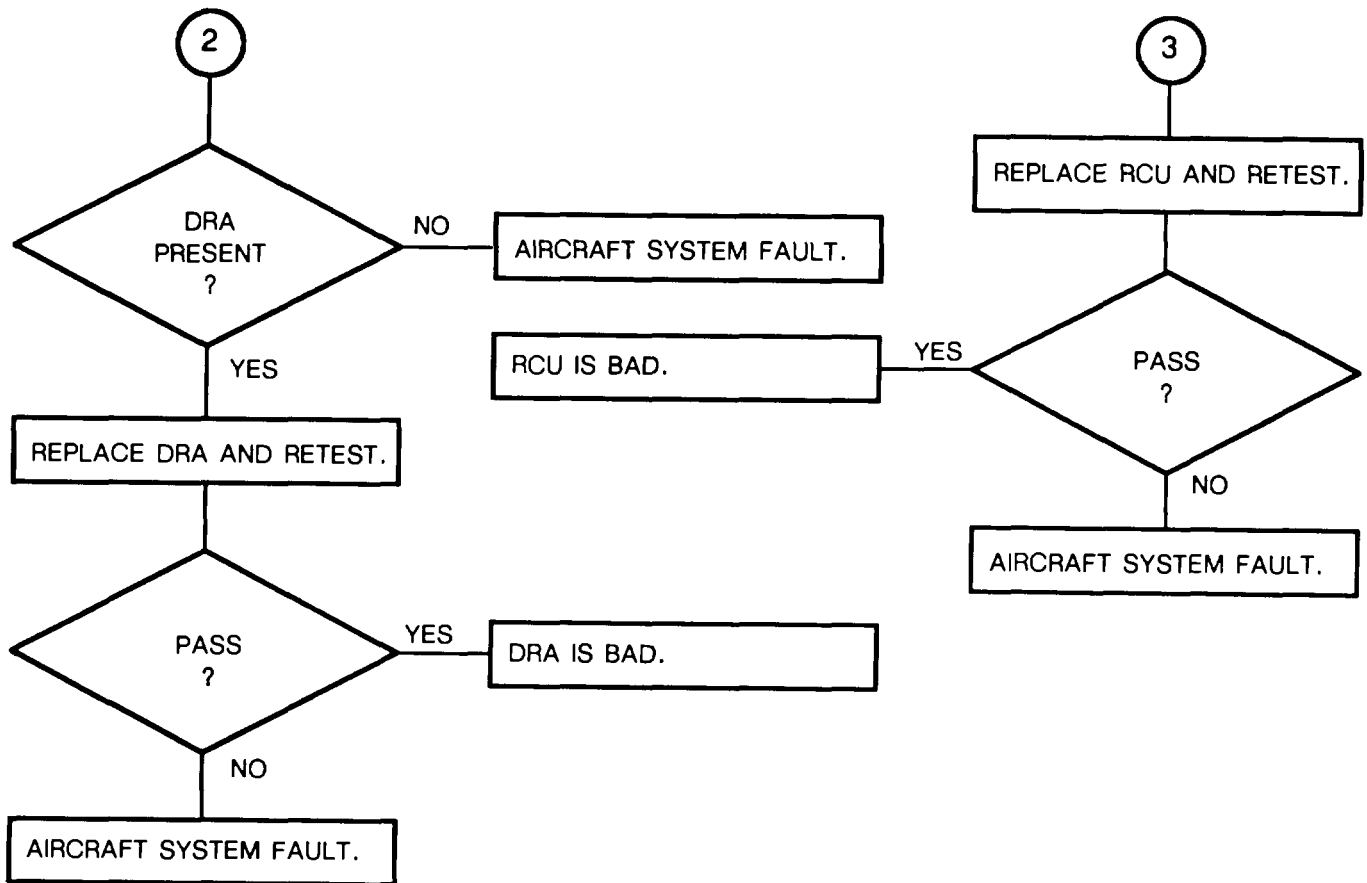 2
DRA
PRESENT
?
NO
AIRCRAFT SYSTEM FAULT.
YES
REPLACE DRA AND RETEST.
PASS
?
YES
DRA IS BAD.
NO
AIRCRAFT SYSTEM FAULT.
3
REPLACE RCU AND RETEST.
PASS
?
YES
RCU IS BAD.
NO
AIRCRAFT SYSTEM FAULT.